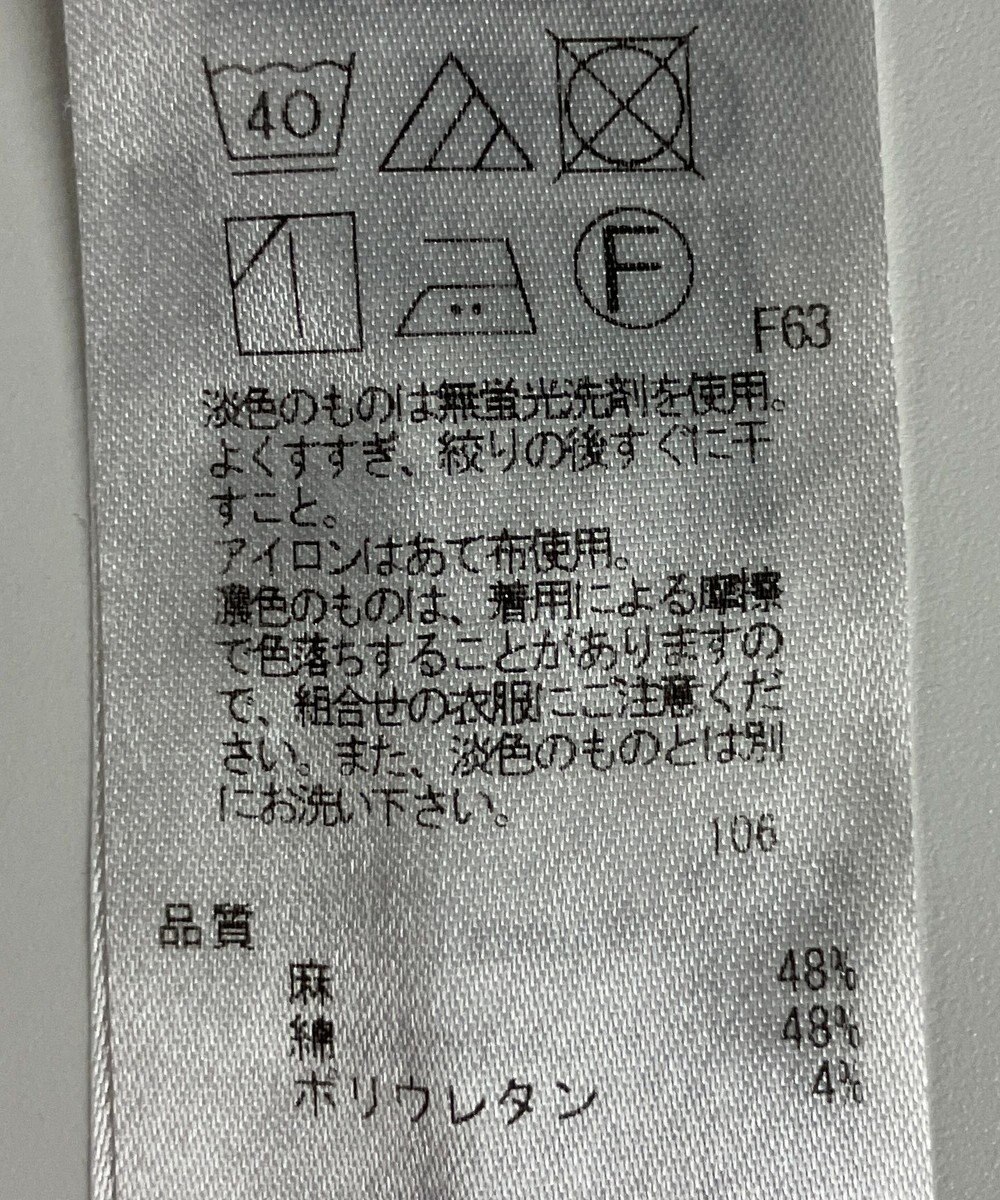 40
F
F63
淡色のものは無蛍光洗剤を使用。
よくすすぎ、絞りの後すぐに干
すこと。
アイロンはあて布使用。
濃色のものは、着用による摩擦
で色落ちすることがありますの
で、組合せの衣服にご注意くだ
さい。また、淡色のものとは別
にお洗い下さい。
106
品質
麻 48%
綿 48%
ポリウレタン 4%